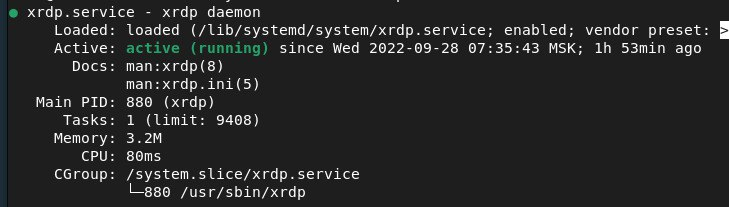 ● xrdp.service - xrdp daemon
Loaded: loaded (/lib/systemd/system/xrdp.service; enabled; vendor preset: >
Active: active (running) since Wed 2022-09-28 07:35:43 MSK; 1h 53min ago
Docs: man:xrdp(8)
man:xrdp.ini(5)
Main PID: 880 (xrdp)
Tasks: 1 (limit: 9408)
Memory: 3.2M
CPU: 80ms
CGroup: /system.slice/xrdp.service
└─880 /usr/sbin/xrdp